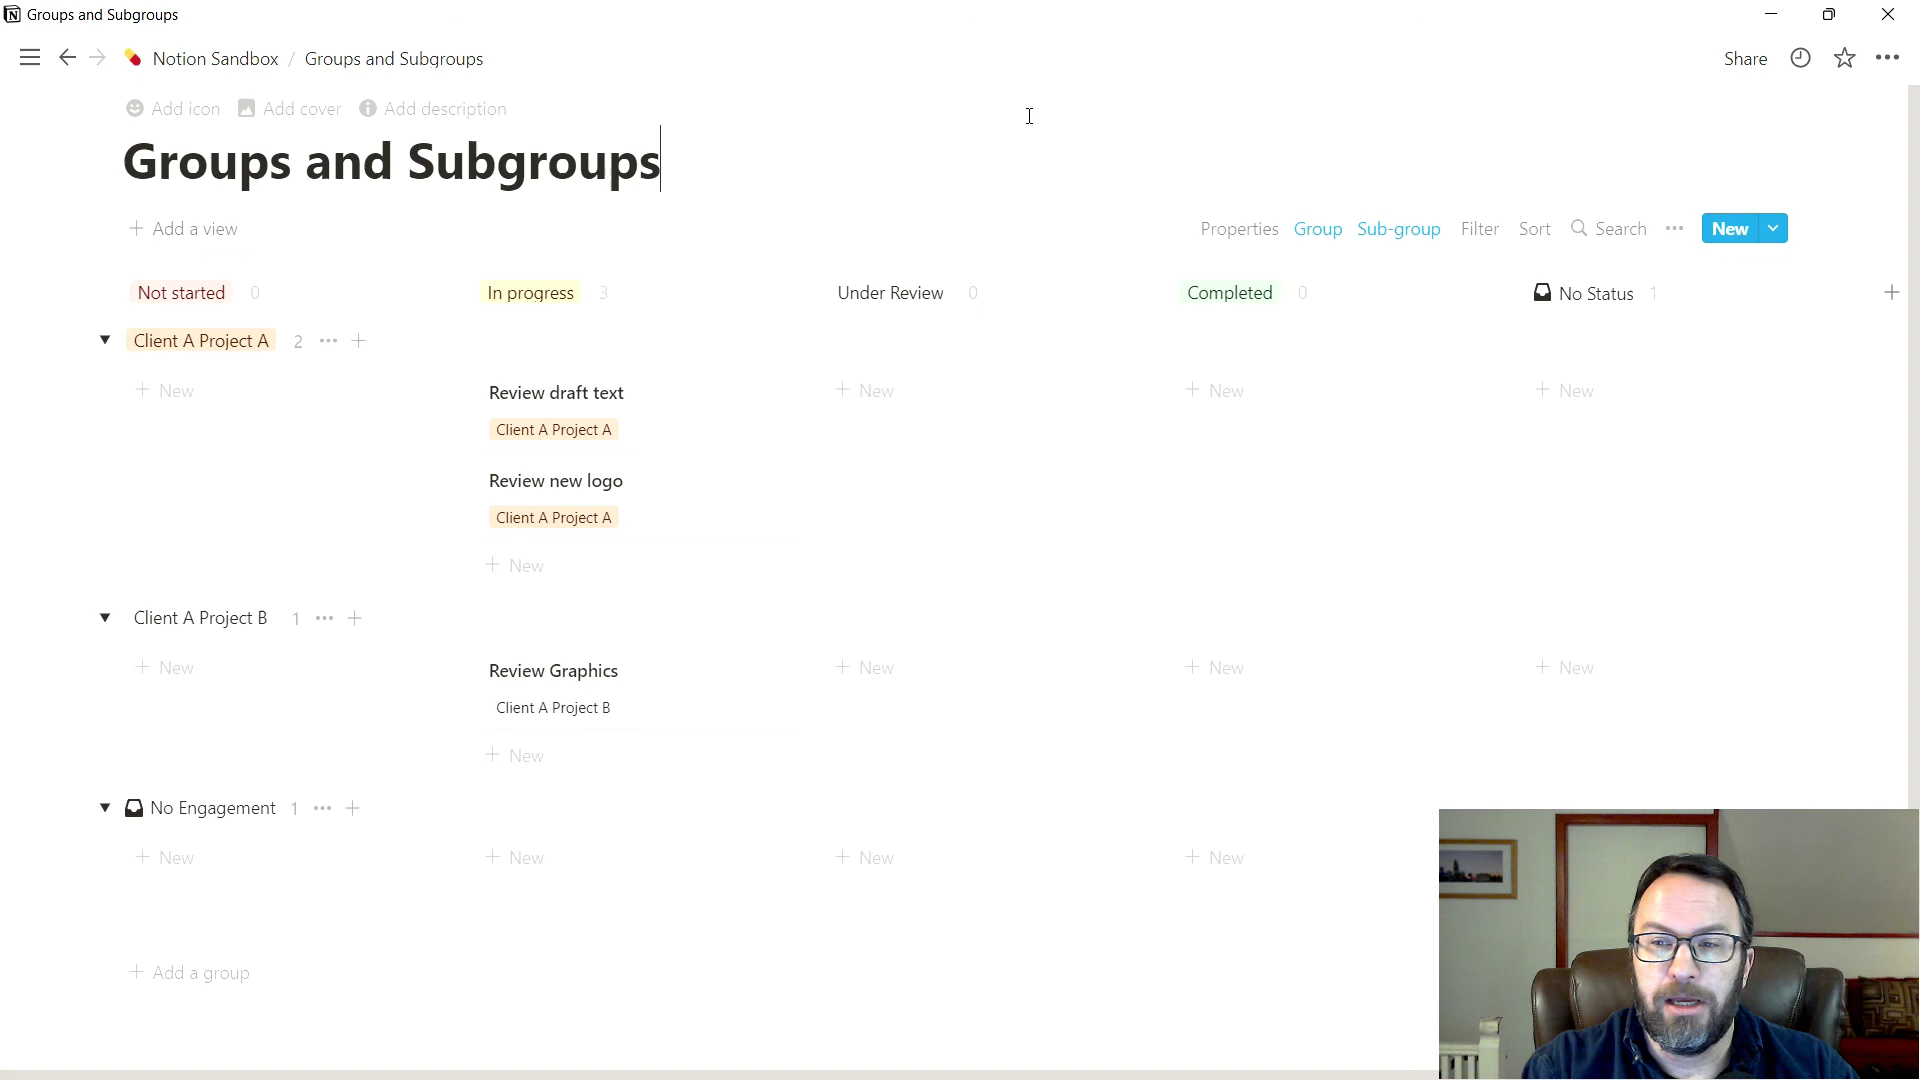 Groups and Subgroups
Notion Sandbox / Groups and Subgroups
Share
Add icon Add cover Add description
Groups and Subgroups
+ Add a view
Properties Group Sub-group Filter Sort Search ••• New
Not started 0 In progress 3 Under Review 0 Completed 0 No Status 1 +
Client A Project A 2 ••• +
+ New
Review draft text
Client A Project A
Review new logo
Client A Project A
+ New
+ New
+ New
+ New
Client A Project B 1 ••• +
+ New
Review Graphics
Client A Project B
+ New
+ New
+ New
+ New
No Engagement 1 ••• +
+ New + New + New + New
+ Add a group